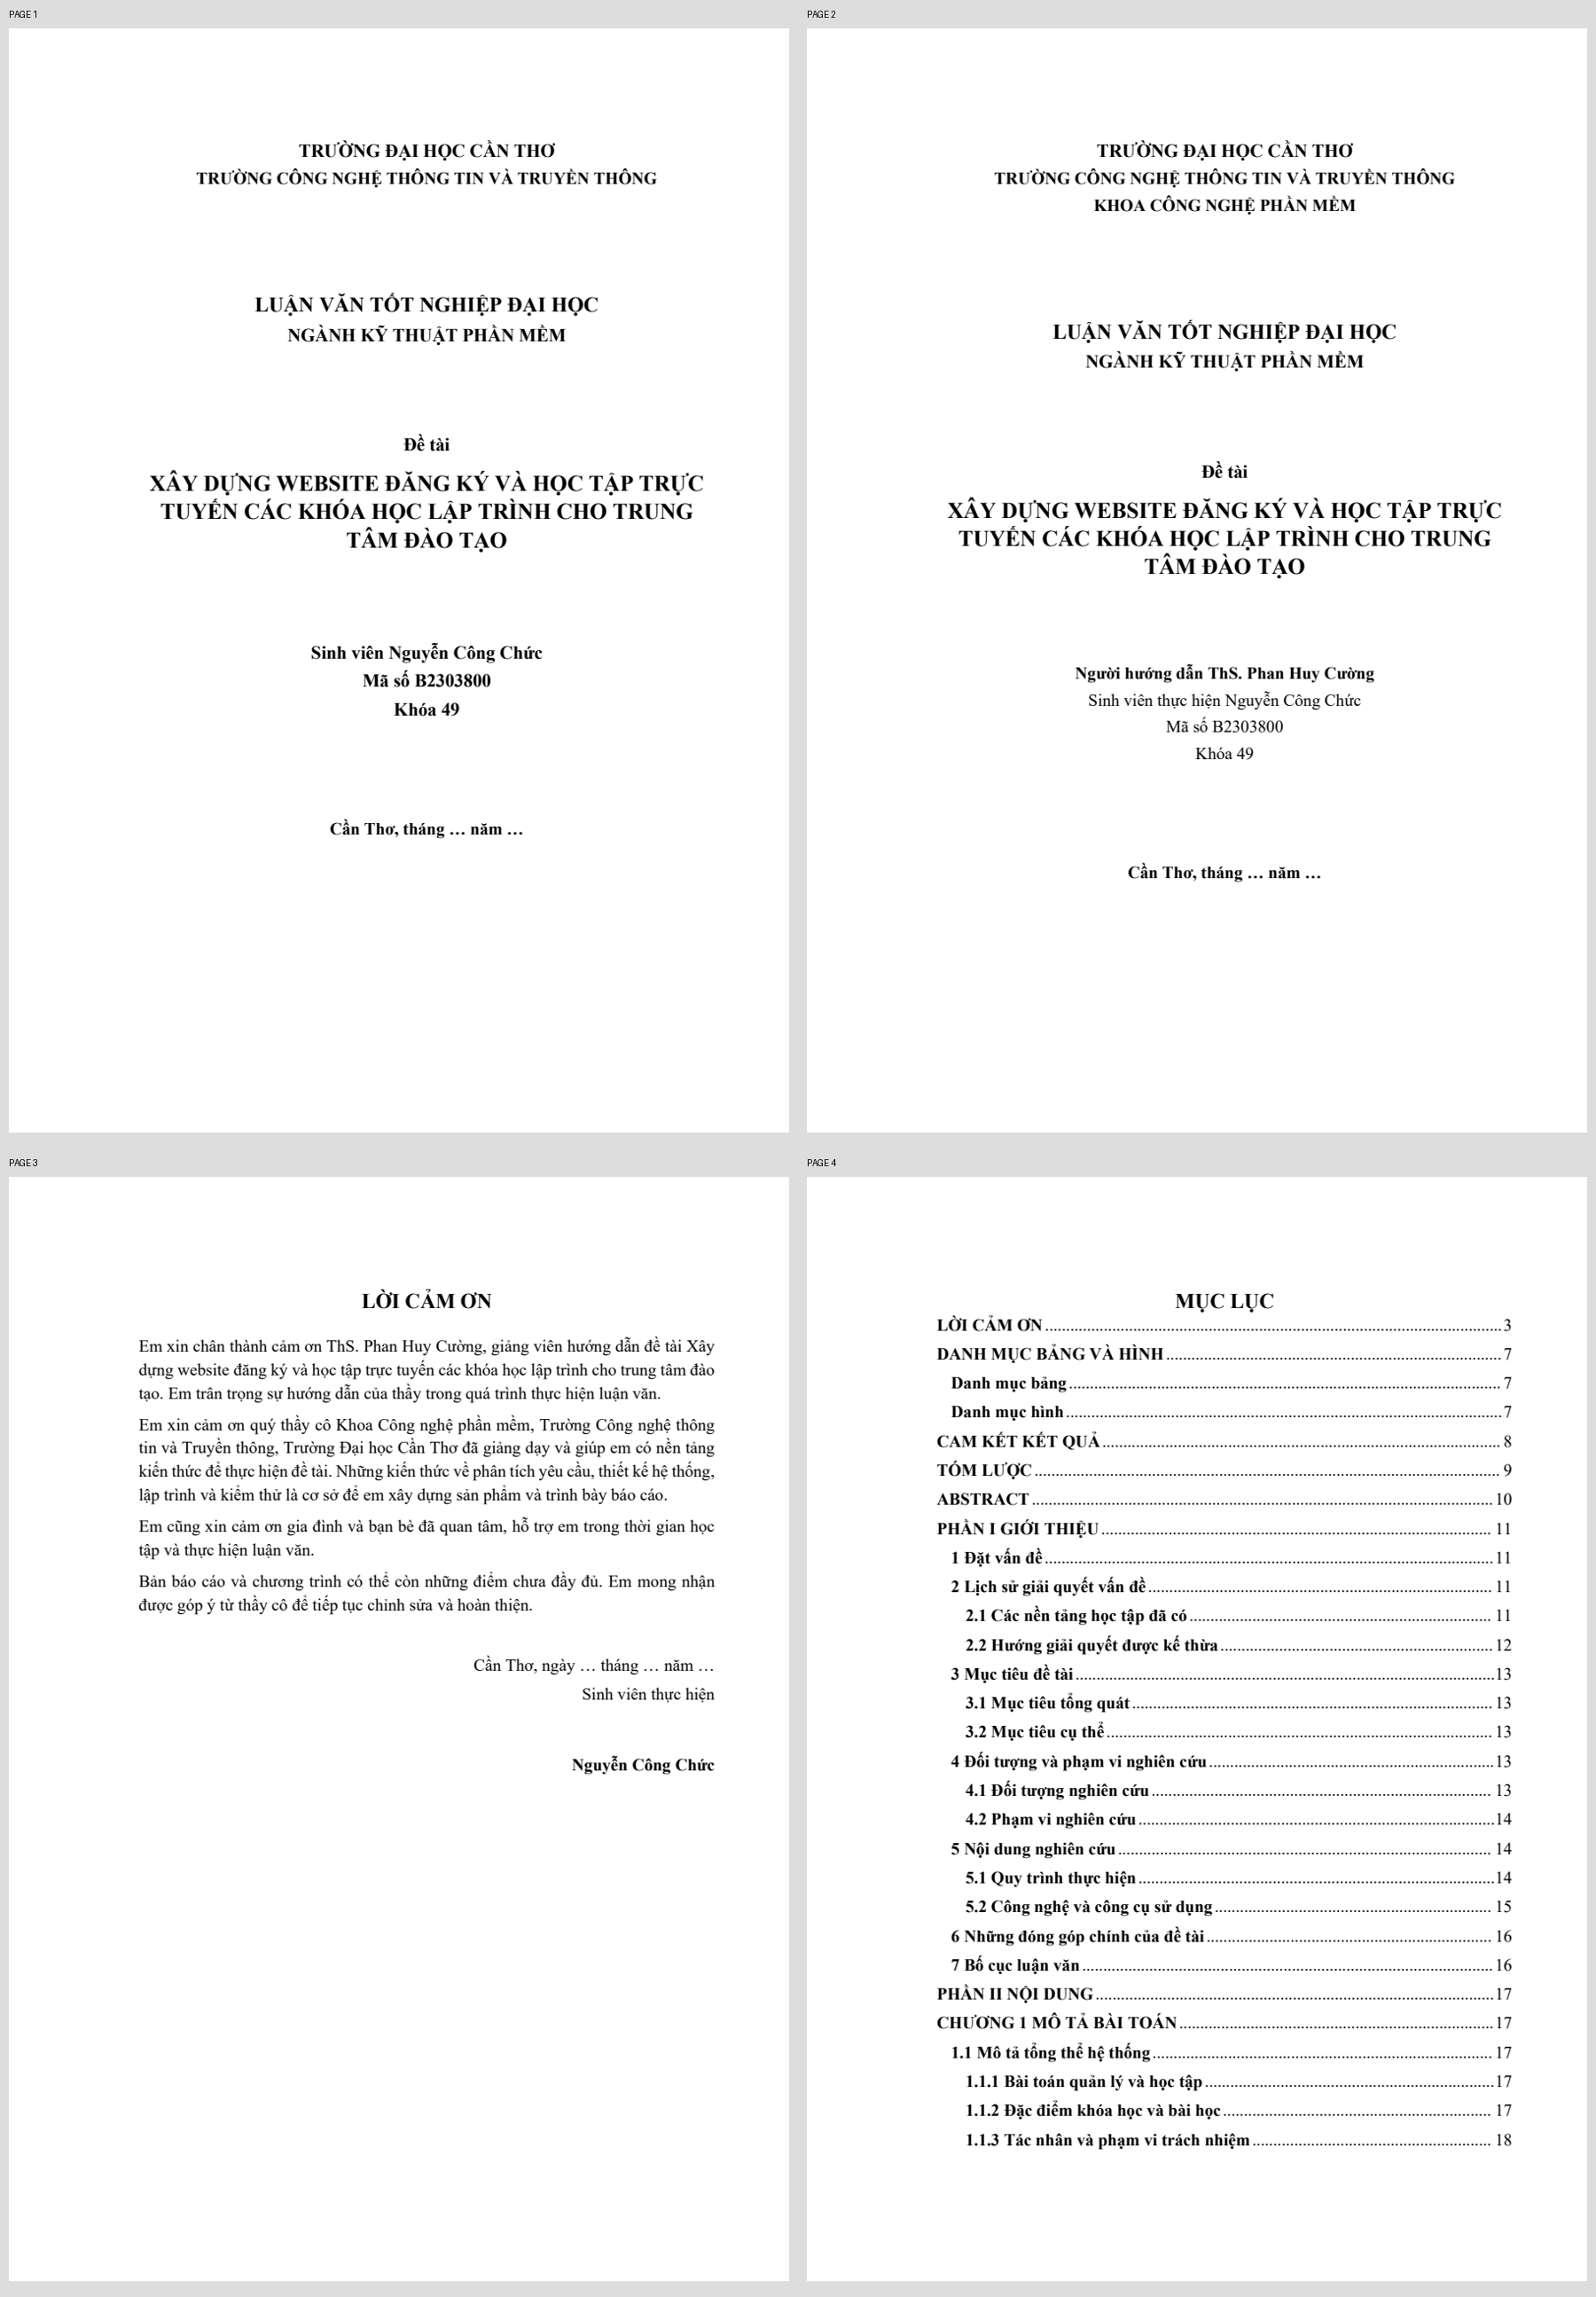 PAGE 1
TRƯỜNG ĐẠI HỌC CẦN THƠ
TRƯỜNG CÔNG NGHỆ THÔNG TIN VÀ TRUYỀN THÔNG
LUẬN VĂN TỐT NGHIỆP ĐẠI HỌC
NGÀNH KỸ THUẬT PHẦN MỀM
Đề tài
XÂY DỰNG WEBSITE ĐĂNG KÝ VÀ HỌC TẬP TRỰC
TUYẾN CÁC KHÓA HỌC LẬP TRÌNH CHO TRUNG
TÂM ĐÀO TẠO
Sinh viên Nguyễn Công Chức
Mã số B2303800
Khóa 49
Cần Thơ, tháng … năm …
PAGE 2
TRƯỜNG ĐẠI HỌC CẦN THƠ
TRƯỜNG CÔNG NGHỆ THÔNG TIN VÀ TRUYỀN THÔNG
KHOA CÔNG NGHỆ PHẦN MỀM
LUẬN VĂN TỐT NGHIỆP ĐẠI HỌC
NGÀNH KỸ THUẬT PHẦN MỀM
Đề tài
XÂY DỰNG WEBSITE ĐĂNG KÝ VÀ HỌC TẬP TRỰC
TUYẾN CÁC KHÓA HỌC LẬP TRÌNH CHO TRUNG
TÂM ĐÀO TẠO
Người hướng dẫn ThS. Phan Huy Cường
Sinh viên thực hiện Nguyễn Công Chức
Mã số B2303800
Khóa 49
Cần Thơ, tháng … năm …
PAGE 3
LỜI CẢM ƠN
Em xin chân thành cảm ơn ThS. Phan Huy Cường, giảng viên hướng dẫn đề tài Xây
dựng website đăng ký và học tập trực tuyến các khóa học lập trình cho trung tâm đào
tạo. Em trân trọng sự hướng dẫn của thầy trong quá trình thực hiện luận văn.
Em xin cảm ơn quý thầy cô Khoa Công nghệ phần mềm, Trường Công nghệ thông
tin và Truyền thông, Trường Đại học Cần Thơ đã giảng dạy và giúp em có nền tảng
kiến thức để thực hiện đề tài. Những kiến thức về phân tích yêu cầu, thiết kế hệ thống,
lập trình và kiểm thử là cơ sở để em xây dựng sản phẩm và trình bày báo cáo.
Em cũng xin cảm ơn gia đình và bạn bè đã quan tâm, hỗ trợ em trong thời gian học
tập và thực hiện luận văn.
Bản báo cáo và chương trình có thể còn những điểm chưa đầy đủ. Em mong nhận
được góp ý từ thầy cô để tiếp tục chỉnh sửa và hoàn thiện.
Cần Thơ, ngày … tháng … năm …
Sinh viên thực hiện
Nguyễn Công Chức
PAGE 4
MỤC LỤC
LỜI CẢM ƠN 3
DANH MỤC BẢNG VÀ HÌNH 7
Danh mục bảng 7
Danh mục hình 7
CAM KẾT KẾT QUẢ 8
TÓM LƯỢC 9
ABSTRACT 10
PHẦN I GIỚI THIỆU 11
1 Đặt vấn đề 11
2 Lịch sử giải quyết vấn đề 11
2.1 Các nền tảng học tập đã có 11
2.2 Hướng giải quyết được kế thừa 12
3 Mục tiêu đề tài 13
3.1 Mục tiêu tổng quát 13
3.2 Mục tiêu cụ thể 13
4 Đối tượng và phạm vi nghiên cứu 13
4.1 Đối tượng nghiên cứu 13
4.2 Phạm vi nghiên cứu 14
5 Nội dung nghiên cứu 14
5.1 Quy trình thực hiện 14
5.2 Công nghệ và công cụ sử dụng 15
6 Những đóng góp chính của đề tài 16
7 Bố cục luận văn 16
PHẦN II NỘI DUNG 17
CHƯƠNG 1 MÔ TẢ BÀI TOÁN 17
1.1 Mô tả tổng thể hệ thống 17
1.1.1 Bài toán quản lý và học tập 17
1.1.2 Đặc điểm khóa học và bài học 17
1.1.3 Tác nhân và phạm vi trách nhiệm 18